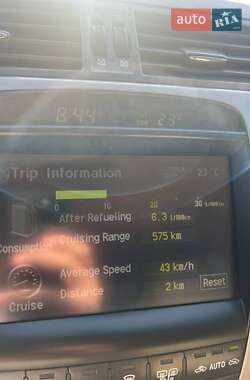 auto RIA
8:44 23°
Trip Information 23°C
0 10 20 30 L/100km
After Refueling 6.3 L/100km
Consumption
Cruising Range 575 km
Average Speed 43 km/h
Cruise
Distance 2 km
Reset
AUTO